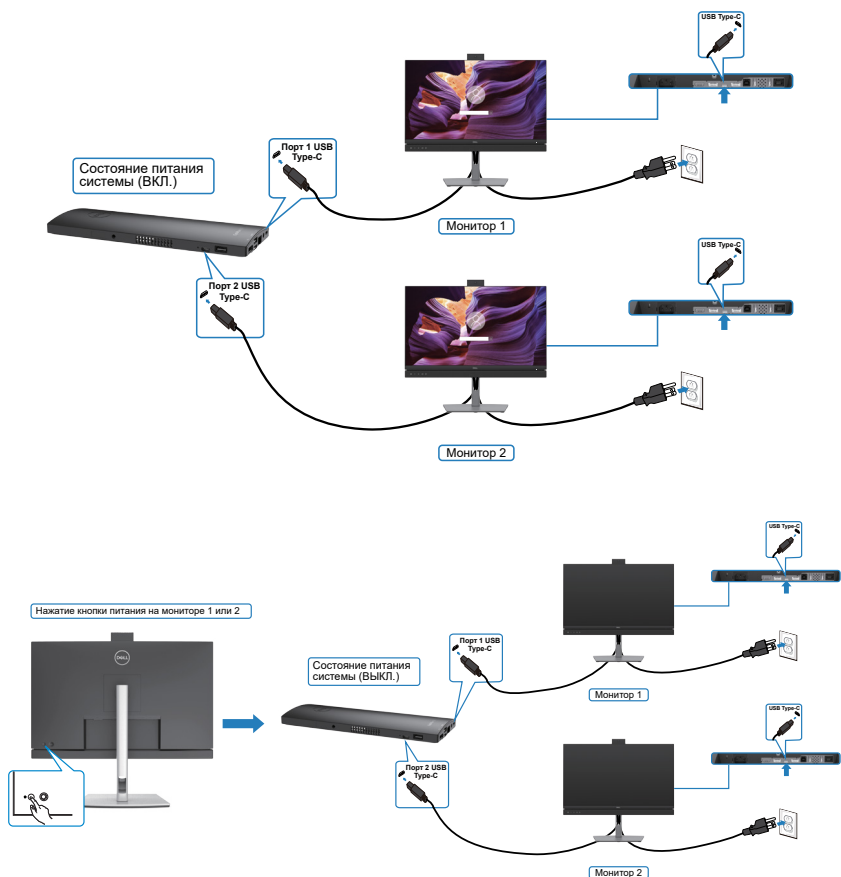 USB Type-C
Порт 1 USB
Type-C
Состояние питания
системы (ВКЛ.)
Монитор 1
USB Type-C
Порт 2 USB
Type-C
Монитор 2
USB Type-C
Нажатие кнопки питания на мониторе 1 или 2
DELL
Порт 1 USB
Type-C
Состояние питания
системы (ВЫКЛ.)
Монитор 1
USB Type-C
Порт 2 USB
Type-C
Монитор 2